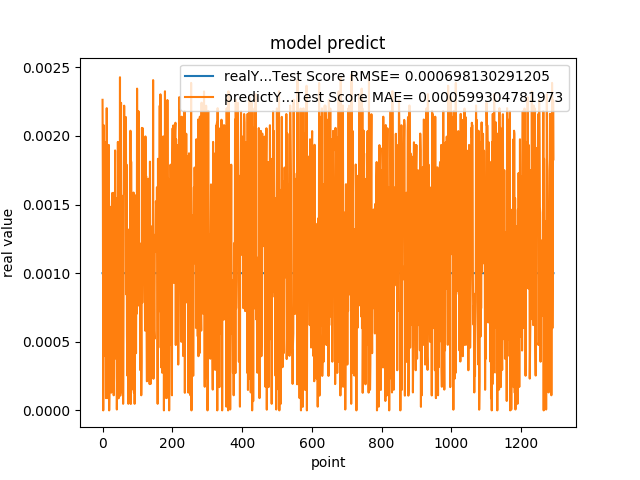 model predict
realY...Test Score RMSE= 0.000698130291205
predictY...Test Score MAE= 0.000599304781973
real value
0.0025
0.0020
0.0015
0.0010
0.0005
0.0000
0 200 400 600 800 1000 1200
point